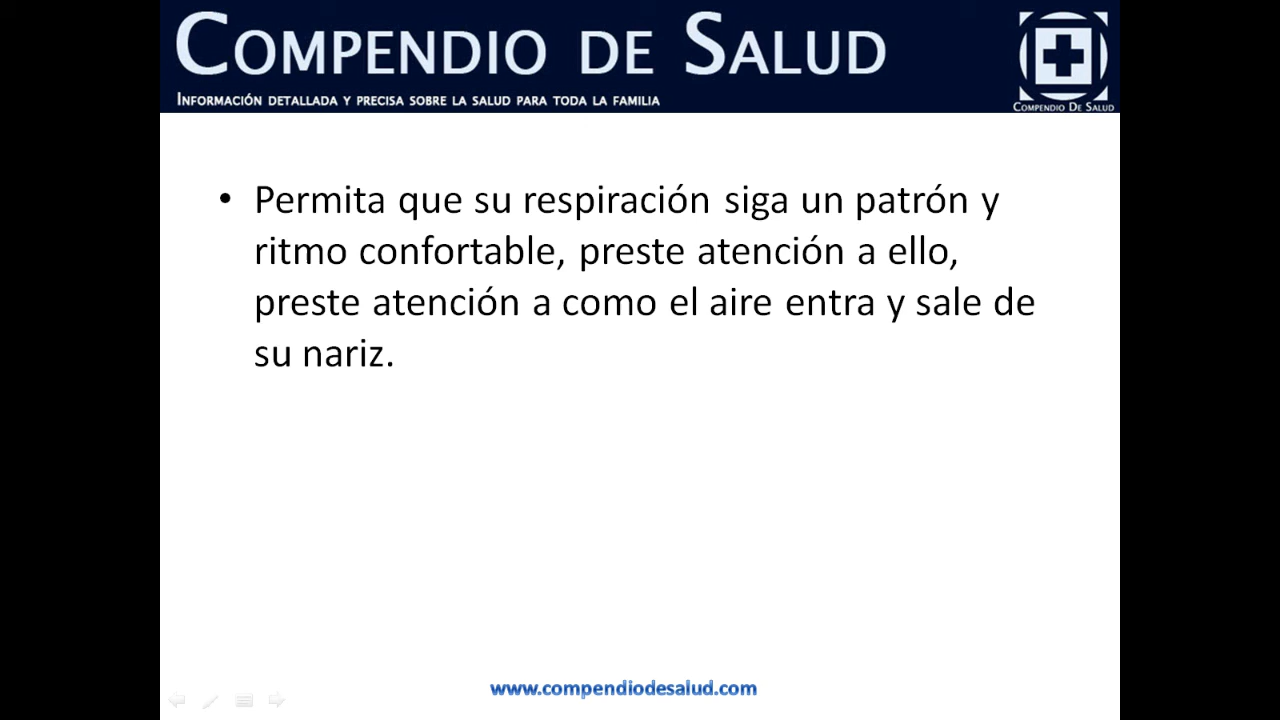 COMPENDIO DE SALUD
INFORMACIÓN DETALLADA Y PRECISA SOBRE LA SALUD PARA TODA LA FAMILIA
COMPENDIO DE SALUD
• Permita que su respiración siga un patrón y
ritmo confortable, preste atención a ello,
preste atención a como el aire entra y sale de
su nariz.
www.compendiodesalud.com